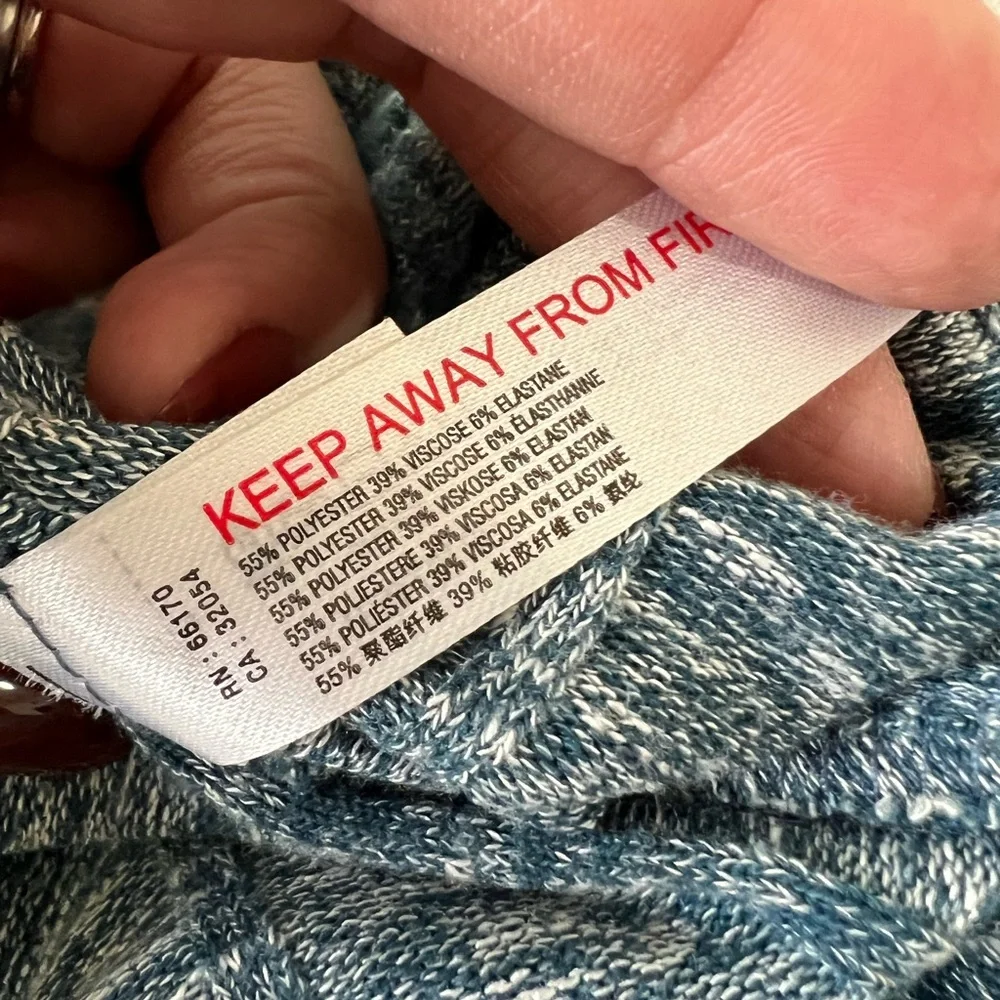 KEEP AWAY FROM FIR
55% POLYESTER 39% VISCOSE 6% ELASTANE
55% POLYESTER 39% VISCOSE 6% ÉLASTHANNE
55% POLYESTER 39% VISKOSE 6% ELASTAN
55% POLIESTERE 39% VISCOSA 6% ELASTAN
55% POLIÉSTER 39% VISCOSA 6% ELASTANE
55% 聚酯纤维 39% 粘胶纤维 6% 氨纶
RN : 66170
CA : 32054